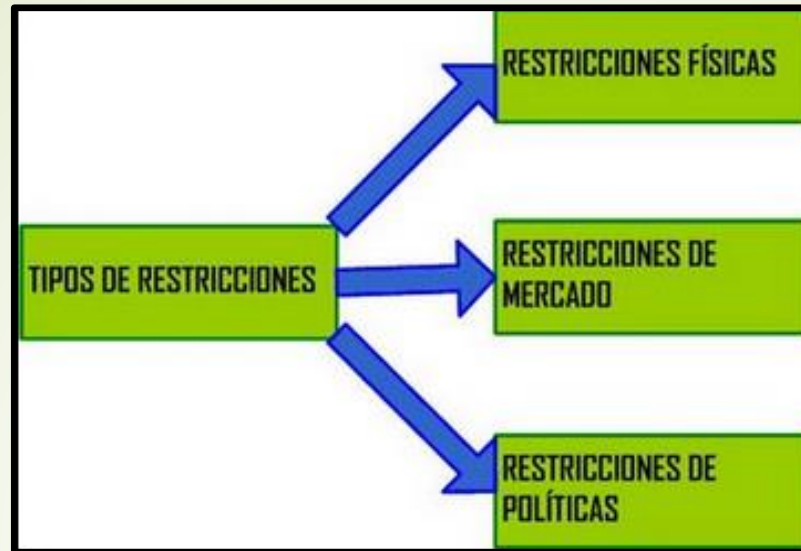 TIPOS DE RESTRICCIONES
RESTRICCIONES FÍSICAS
RESTRICCIONES DE
MERCADO
RESTRICCIONES DE
POLÍTICAS